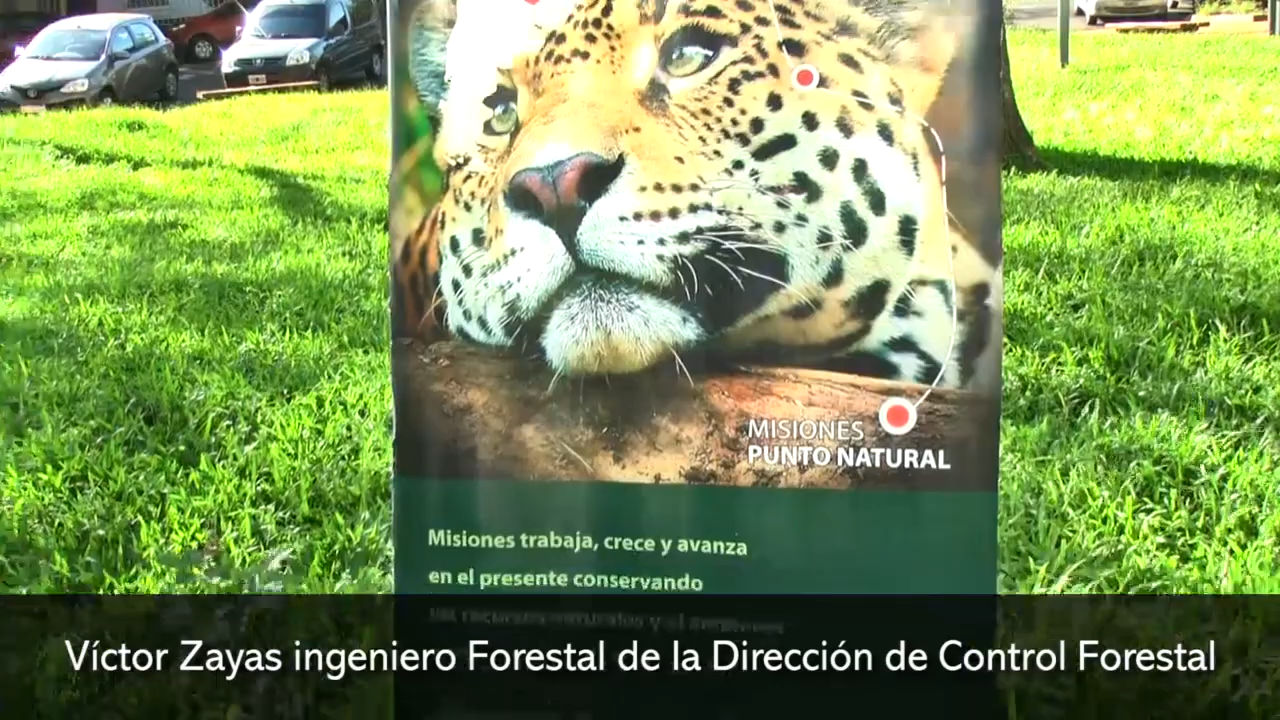 MISIONES
PUNTO NATURAL
Misiones trabaja, crece y avanza
en el presente conservando
Víctor Zayas ingeniero Forestal de la Dirección de Control Forestal